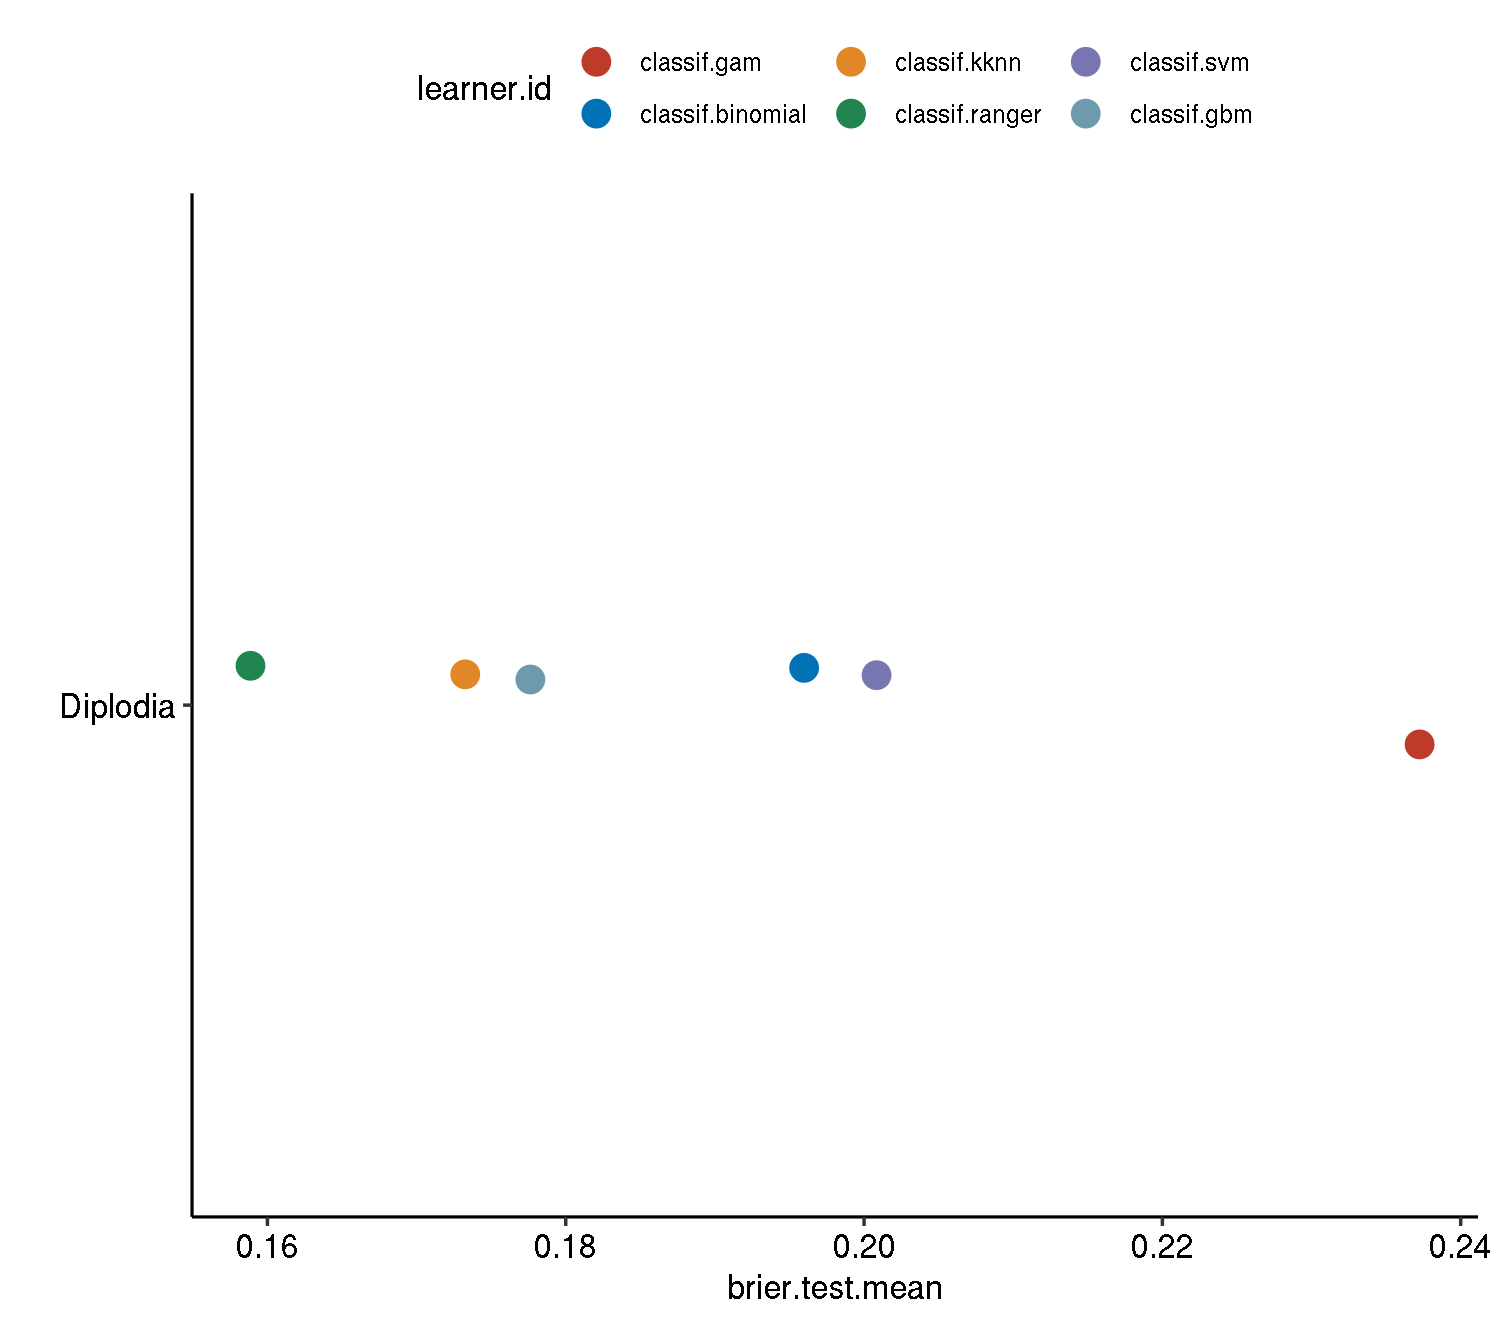 learner.id
classif.gam classif.kknn classif.svm
classif.binomial classif.ranger classif.gbm
Diplodia
0.16 0.18 0.20 0.22 0.24
brier.test.mean